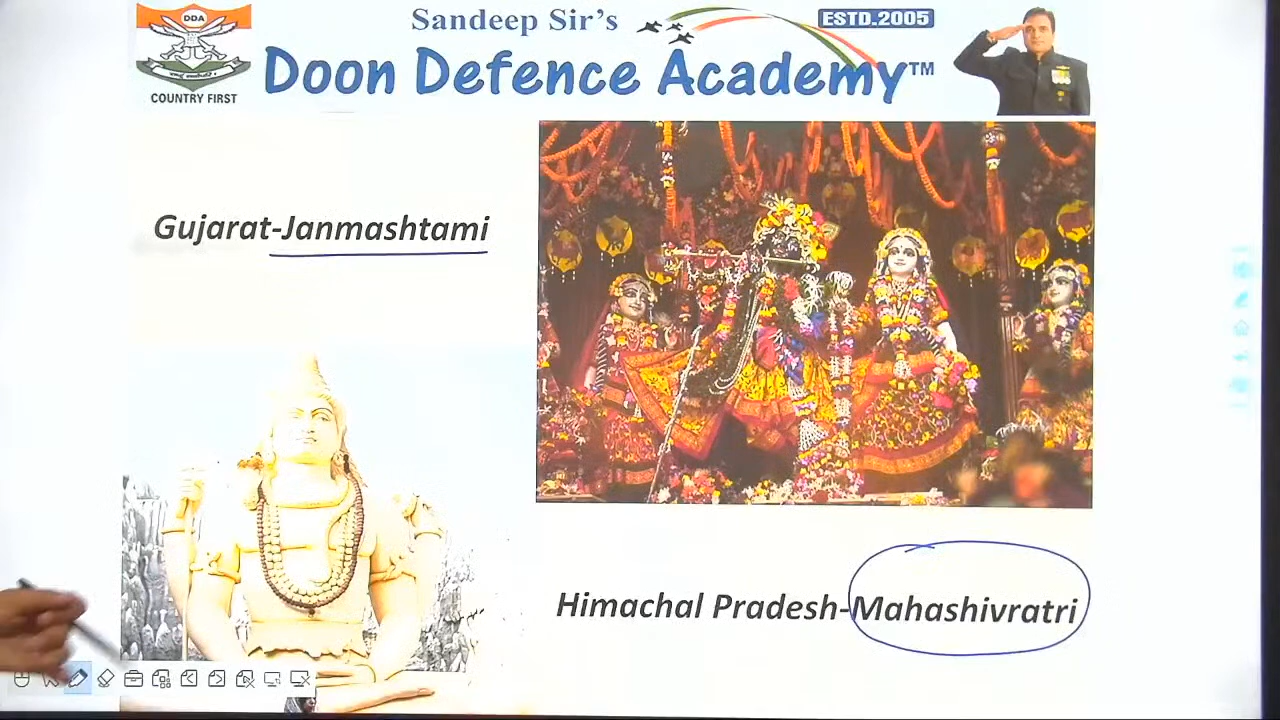 Sandeep Sir's
ESTD.2005
DDA
Doon Defence Academy™
COUNTRY FIRST
Gujarat-Janmashtami
Himachal Pradesh-Mahashivratri